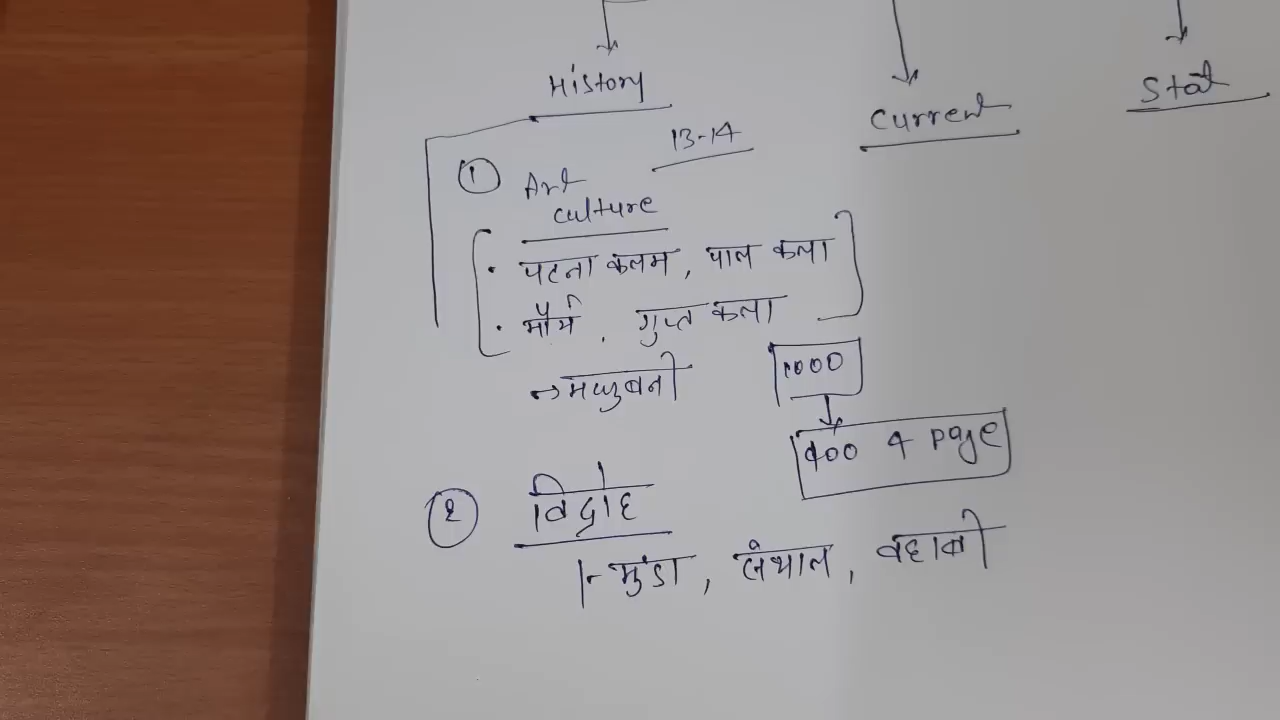 History
Current
Stat
13-14
① Art
culture
• पटना कलम, पाल कला
• मौर्य, गुप्त कला
→ मधुबनी
1000
400 4 page
② विद्रोह
- मुंडा, संथाल, वहाबी